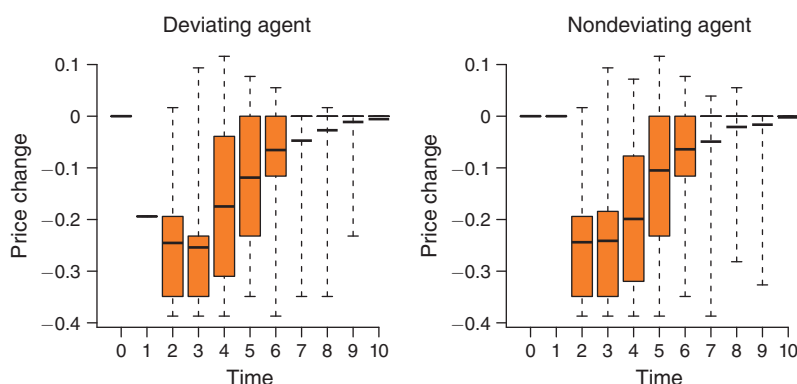 Deviating agent
Price change
0.1
0
−0.1
−0.2
−0.3
−0.4
0 1 2 3 4 5 6 7 8 9 10
Time
Nondeviating agent
Price change
0.1
0
−0.1
−0.2
−0.3
−0.4
0 1 2 3 4 5 6 7 8 9 10
Time